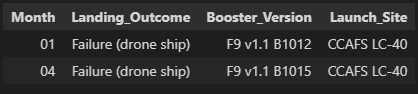 Month Landing_Outcome Booster_Version Launch_Site
01 Failure (drone ship) F9 v1.1 B1012 CCAFS LC-40
04 Failure (drone ship) F9 v1.1 B1015 CCAFS LC-40